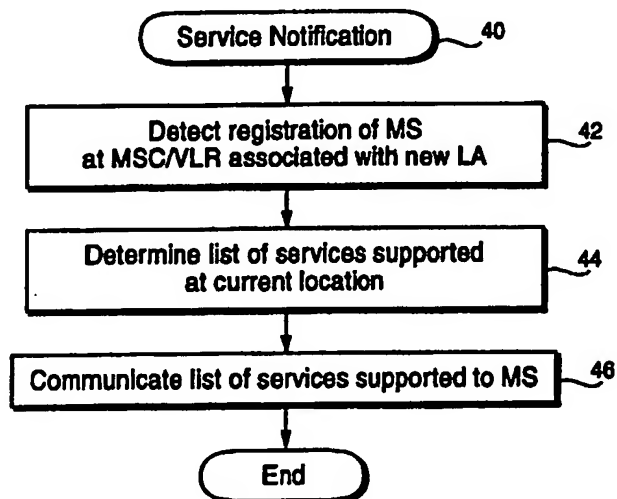 Service Notification
40
Detect registration of MS
at MSC/VLR associated with new LA
42
Determine list of services supported
at current location
44
Communicate list of services supported to MS
46
End